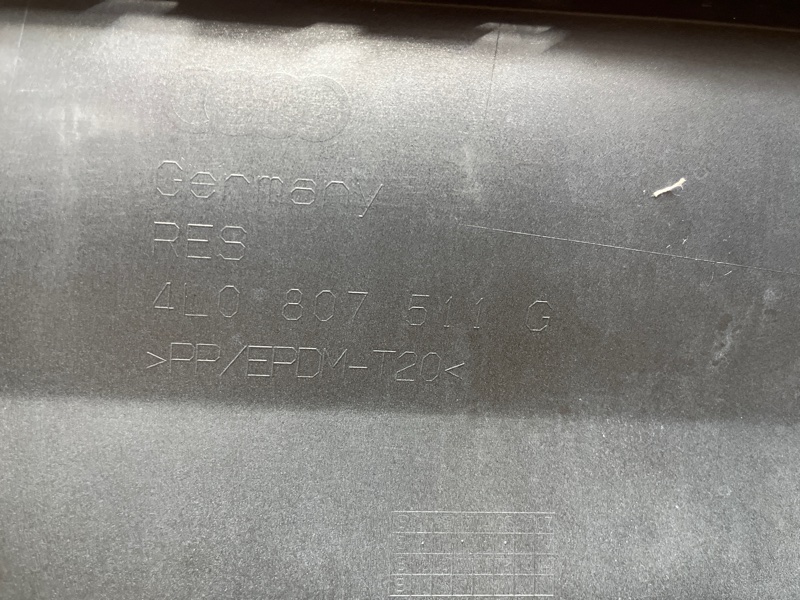 Germany
RES
4L0 807 511 G
>PP/EPDM-T20<